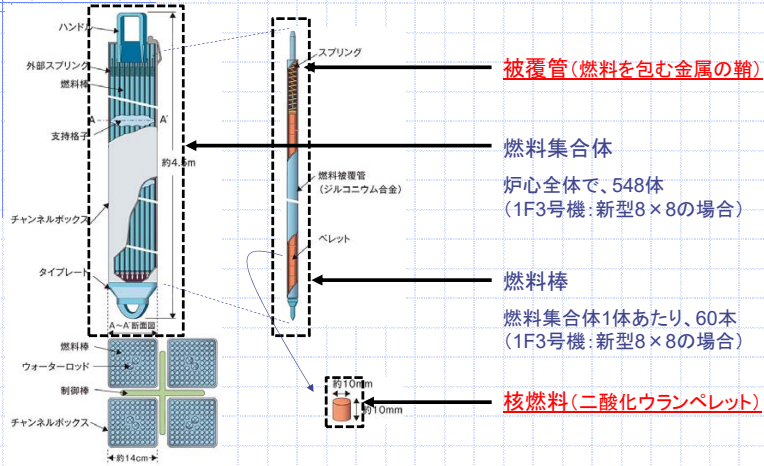 ハンドル
外部スプリング
燃料棒
A
A'
支持格子
約4.5m
チャンネルボックス
タイプレート
A～A'断面図
燃料棒
ウォーターロッド
制御棒
チャンネルボックス
約14cm
スプリング
燃料被覆管
（ジルコニウム合金）
ペレット
約10mm
約10mm
被覆管（燃料を包む金属の鞘）
燃料集合体
炉心全体で、548体
（1F3号機：新型8×8の場合）
燃料棒
燃料集合体1体あたり、60本
（1F3号機：新型8×8の場合）
核燃料（二酸化ウランペレット）